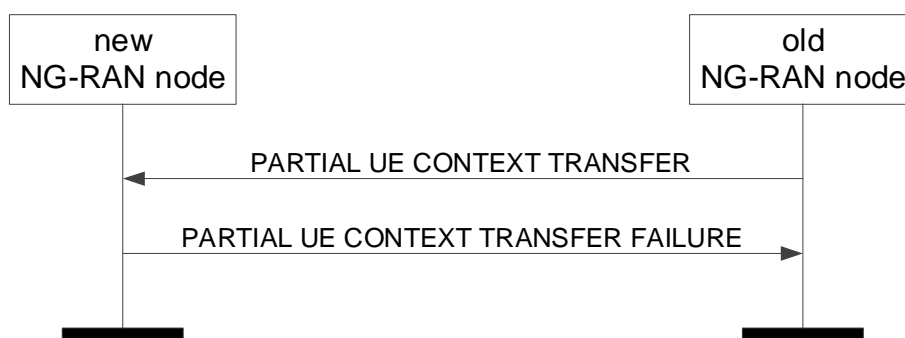 new
NG-RAN node
old
NG-RAN node
PARTIAL UE CONTEXT TRANSFER
PARTIAL UE CONTEXT TRANSFER FAILURE